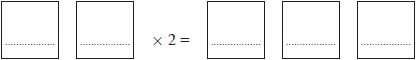 × 2 =